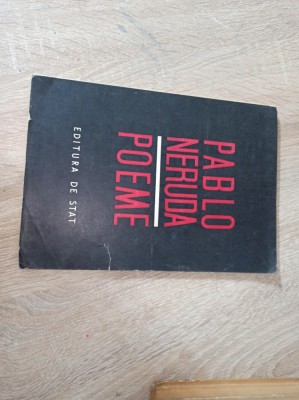 PABLO
NERUDA
POEME
EDITURA DE STAT